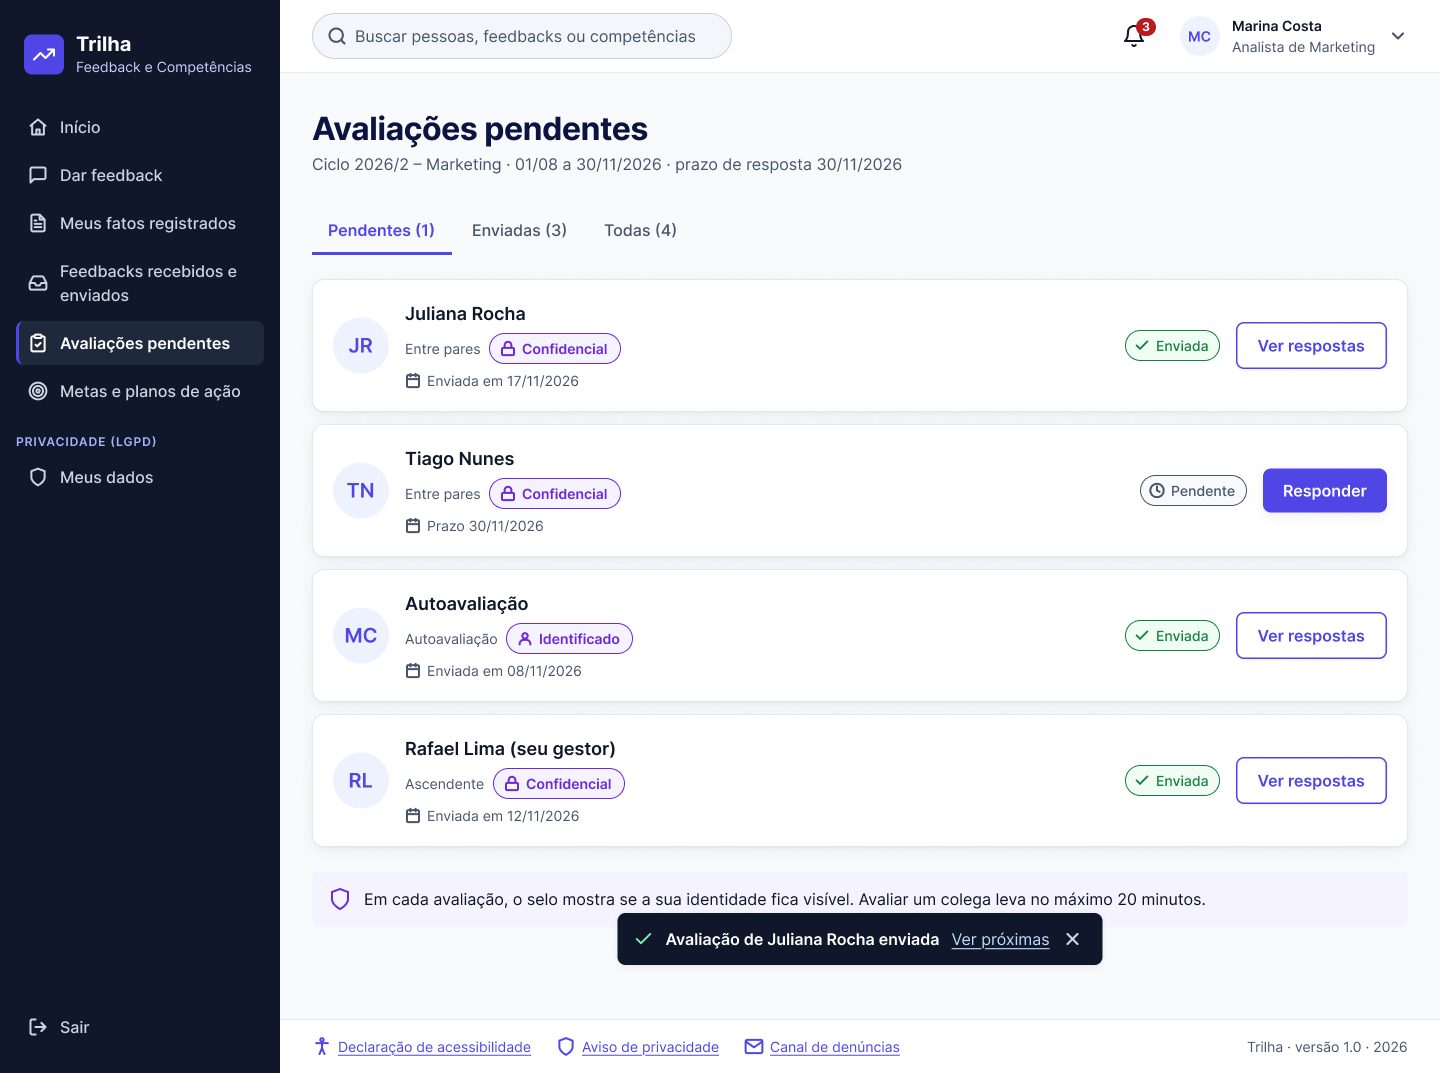 Trilha
Feedback e Competências
Início
Dar feedback
Meus fatos registrados
Feedbacks recebidos e
enviados
Avaliações pendentes
Metas e planos de ação
PRIVACIDADE (LGPD)
Meus dados
Sair
Buscar pessoas, feedbacks ou competências
3
MC
Marina Costa
Analista de Marketing
Avaliações pendentes
Ciclo 2026/2 – Marketing · 01/08 a 30/11/2026 · prazo de resposta 30/11/2026
Pendentes (1)
Enviadas (3)
Todas (4)
JR
Juliana Rocha
Entre pares
Confidencial
Enviada em 17/11/2026
Enviada
Ver respostas
TN
Tiago Nunes
Entre pares
Confidencial
Prazo 30/11/2026
Pendente
Responder
MC
Autoavaliação
Autoavaliação
Identificado
Enviada em 08/11/2026
Enviada
Ver respostas
RL
Rafael Lima (seu gestor)
Ascendente
Confidencial
Enviada em 12/11/2026
Enviada
Ver respostas
Em cada avaliação, o selo mostra se a sua identidade fica visível. Avaliar um colega leva no máximo 20 minutos.
Avaliação de Juliana Rocha enviada
Ver próximas
Declaração de acessibilidade
Aviso de privacidade
Canal de denúncias
Trilha · versão 1.0 · 2026